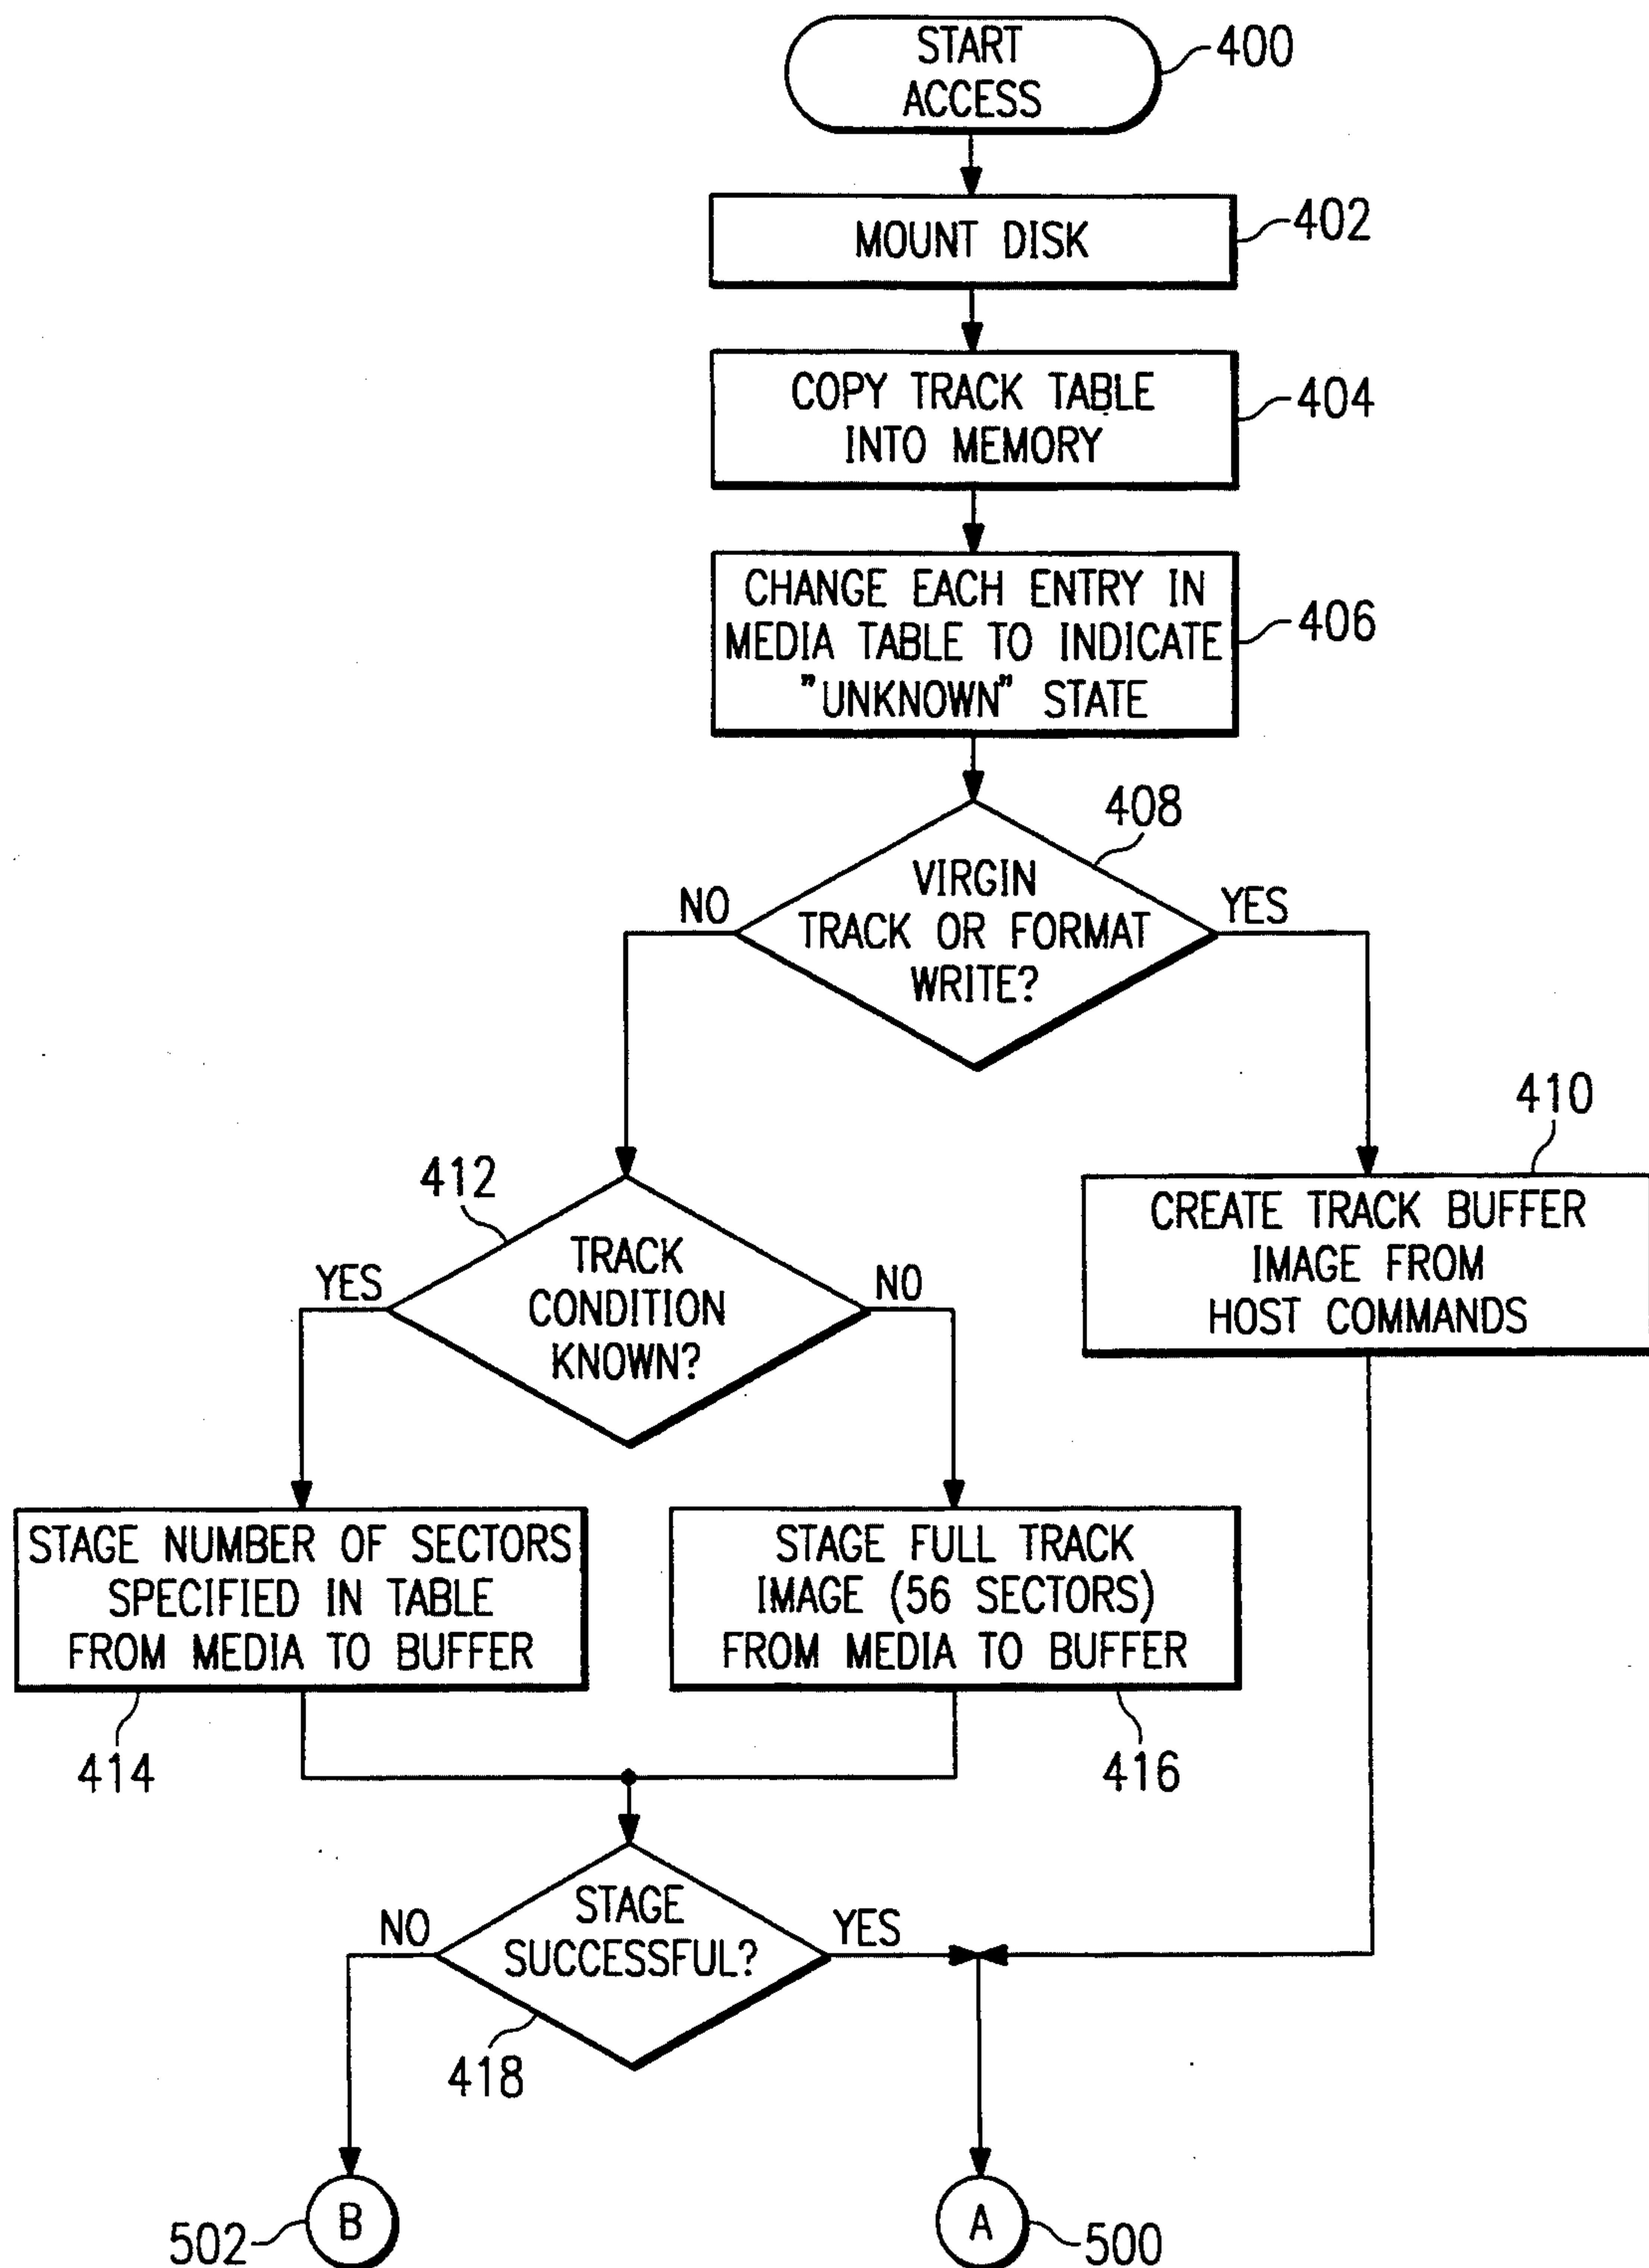 START
ACCESS
400
MOUNT DISK
402
COPY TRACK TABLE
INTO MEMORY
404
CHANGE EACH ENTRY IN
MEDIA TABLE TO INDICATE
"UNKNOWN" STATE
406
408
VIRGIN
TRACK OR FORMAT
WRITE?
NO
YES
410
CREATE TRACK BUFFER
IMAGE FROM
HOST COMMANDS
412
TRACK
CONDITION
KNOWN?
YES
NO
STAGE NUMBER OF SECTORS
SPECIFIED IN TABLE
FROM MEDIA TO BUFFER
414
STAGE FULL TRACK
IMAGE (56 SECTORS)
FROM MEDIA TO BUFFER
416
STAGE
SUCCESSFUL?
NO
YES
418
B
502
A
500